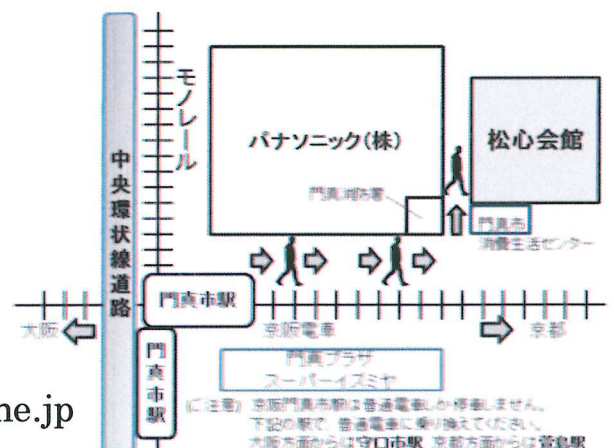 モノレール
中央環状線道路
パナソニック(株)
松心会館
門真消防署
門真市
消費生活センター
門真市駅
大阪
京阪電車
京都
門真市駅
門真プラザ
スーパーイズミヤ
ne.jp
(ご注意) 京阪門真市駅は普通電車しか停車しません。
下記の駅で、普通電車に乗り換えてください。
大阪方面からは守口市駅 京都方面からは萱島駅